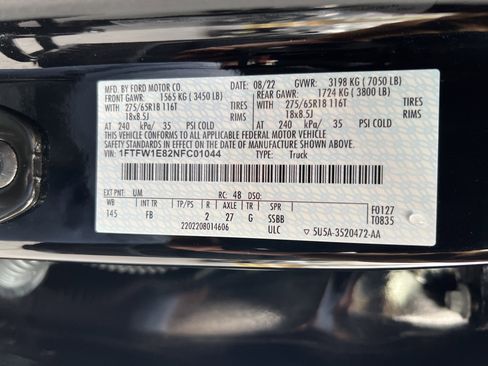 MFD. BY FORD MOTOR CO. 08/22 GVWR: 3198 KG (7050 LB)
FRONT GAWR: 1565 KG (3450 LB) REAR GAWR: 1724 KG (3800 LB)
275/65R18 116T TIRES 275/65R18 116T TIRES
18x8.5J RIMS 18x8.5J RIMS
AT 240 kPa/ 35 PSI COLD AT 240 kPa/ 35 PSI COLD
THIS VEHICLE CONFORMS TO ALL APPLICABLE FEDERAL MOTOR VEHICLE
SAFETY STANDARDS IN EFFECT ON THE DATE OF MANUFACTURE SHOWN ABOVE.
VIN: 1FTFW1E82NFC01044 TYPE: Truck
EXT PNT: UM RC: 48 DSO: F0127
WB INT TR TP/PS R AXLE TR SPR T0835
145 FB 2 27 G SSBB
2202208014606 ULC ▽ 5U5A-3520472-AA